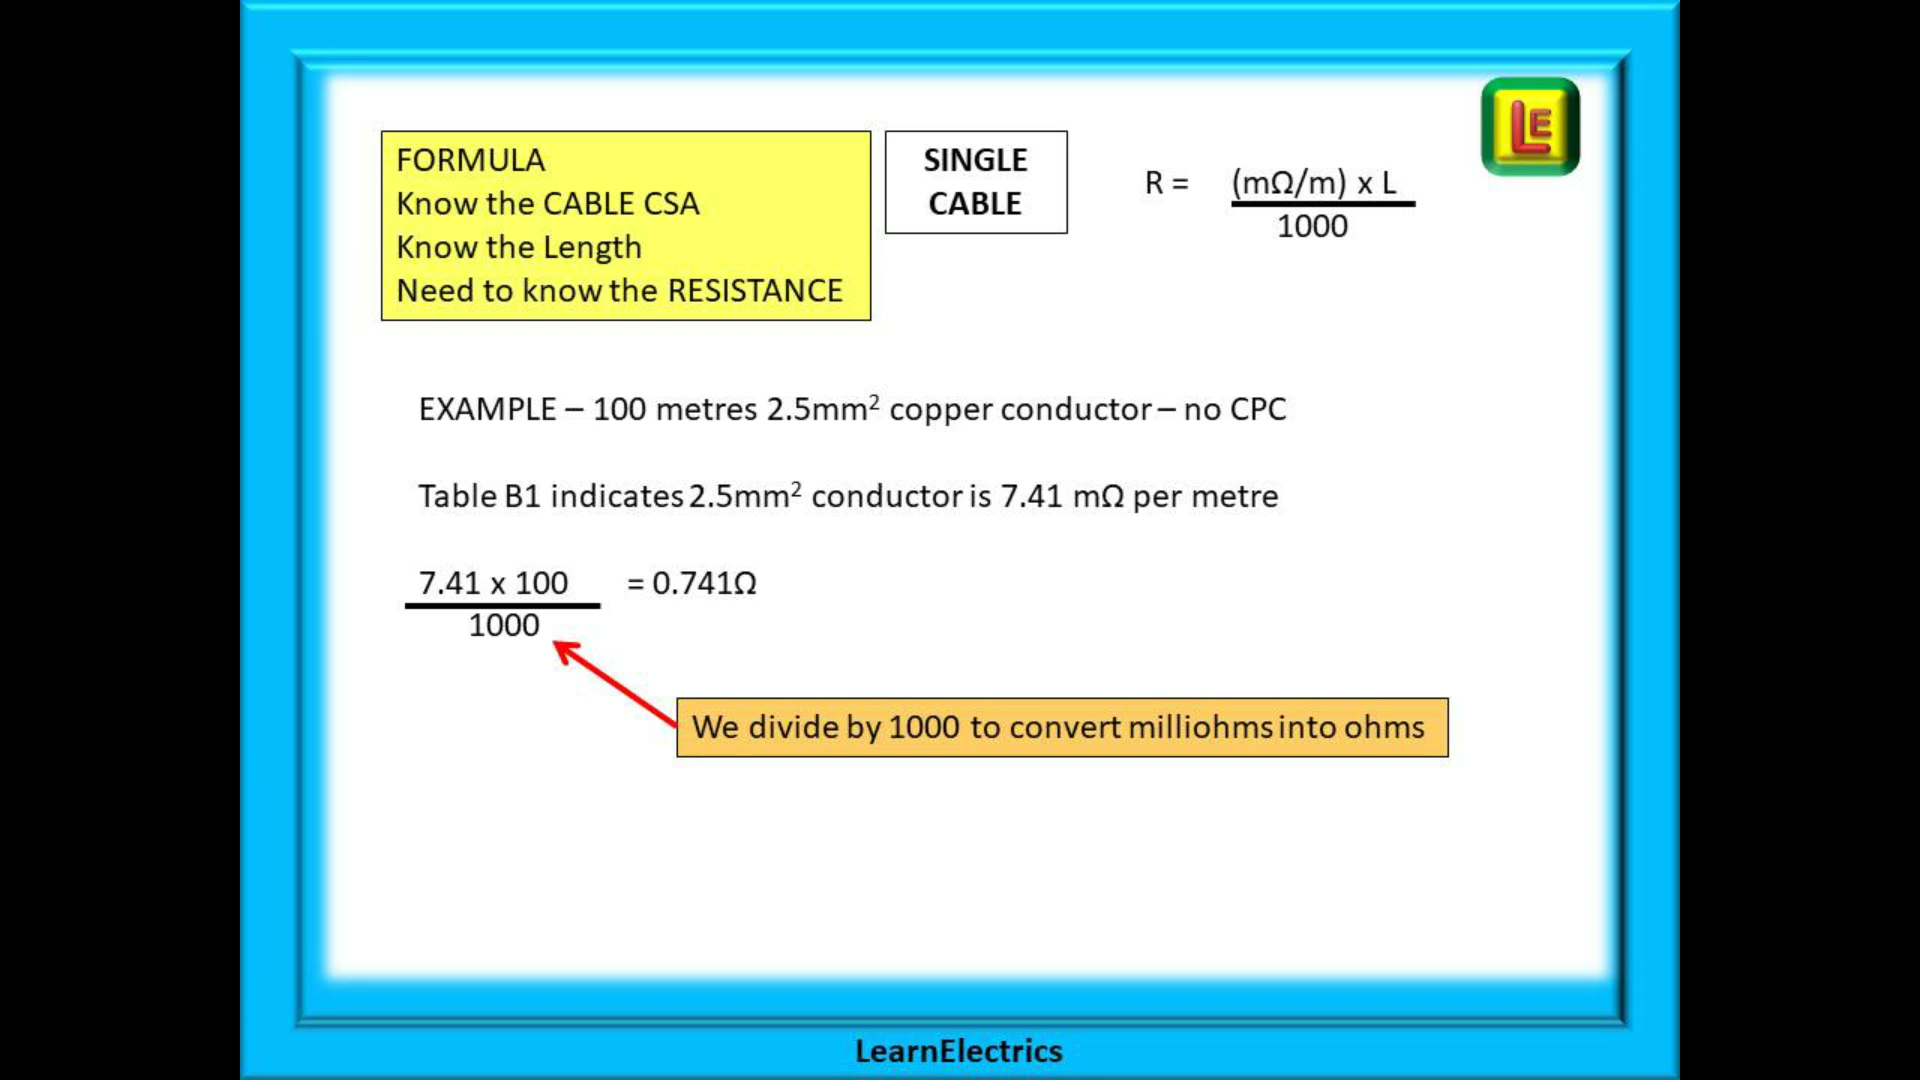 LE
FORMULA
Know the CABLE CSA
Know the Length
Need to know the RESISTANCE
SINGLE
CABLE
R = (mΩ/m) x L
1000
EXAMPLE – 100 metres 2.5mm² copper conductor – no CPC
Table B1 indicates 2.5mm² conductor is 7.41 mΩ per metre
7.41 x 100 = 0.741Ω
1000
We divide by 1000 to convert milliohms into ohms
LearnElectrics